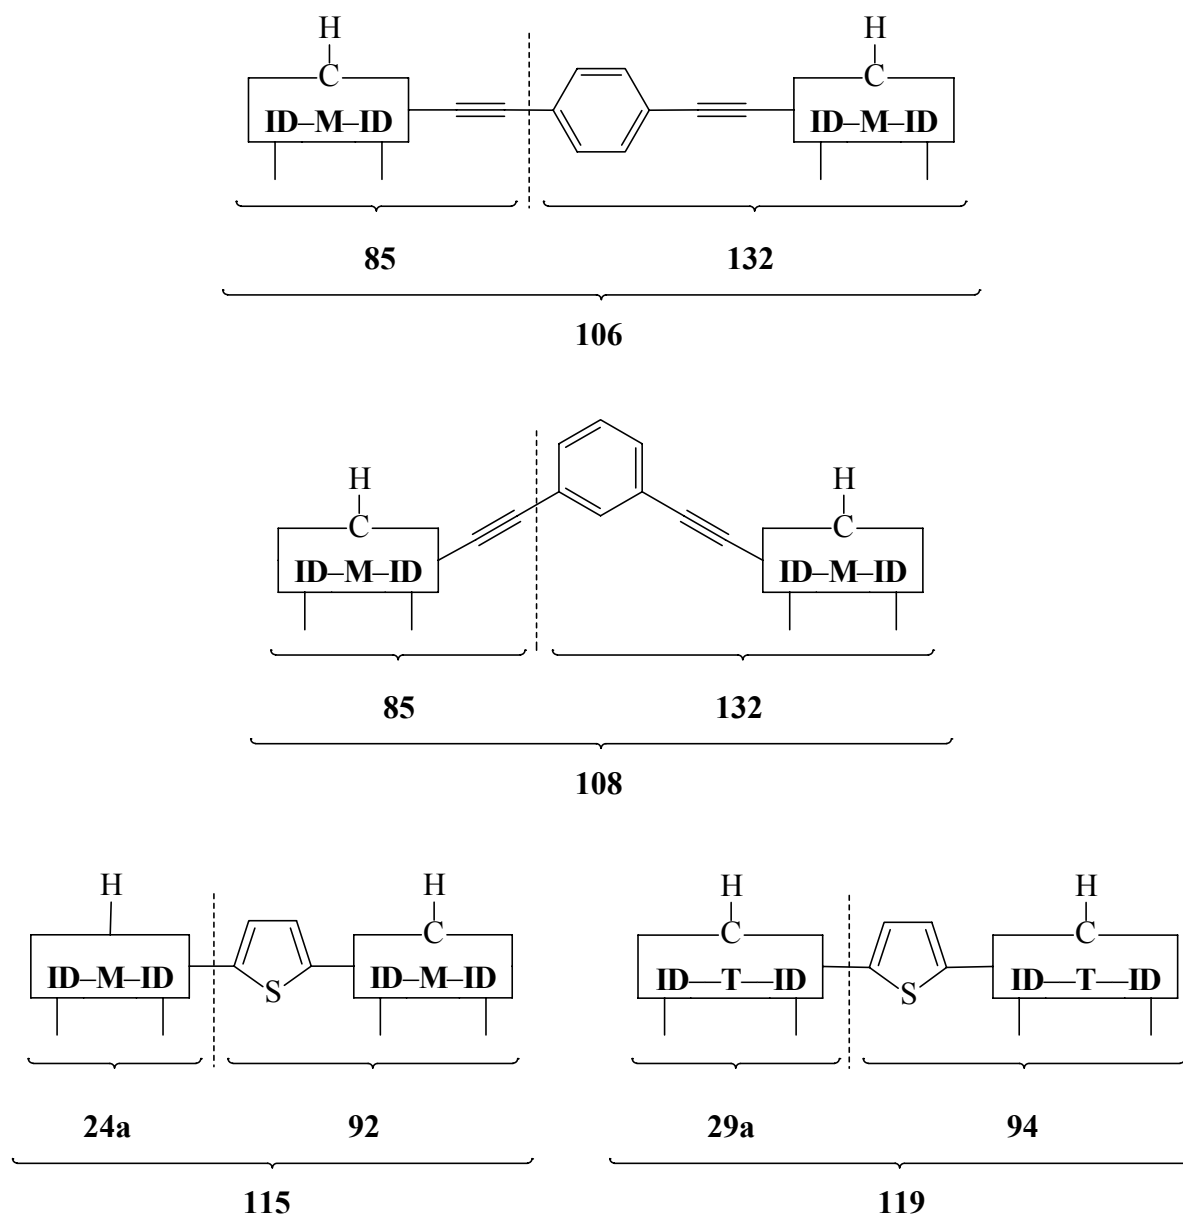 H H
C C
ID–M–ID ID–M–ID
85 132
106
H H
C C
ID–M–ID ID–M–ID
85 132
108
H H H H
C C C
ID–M–ID S ID–M–ID ID—T—ID S ID—T—ID
24a 92 29a 94
115 119